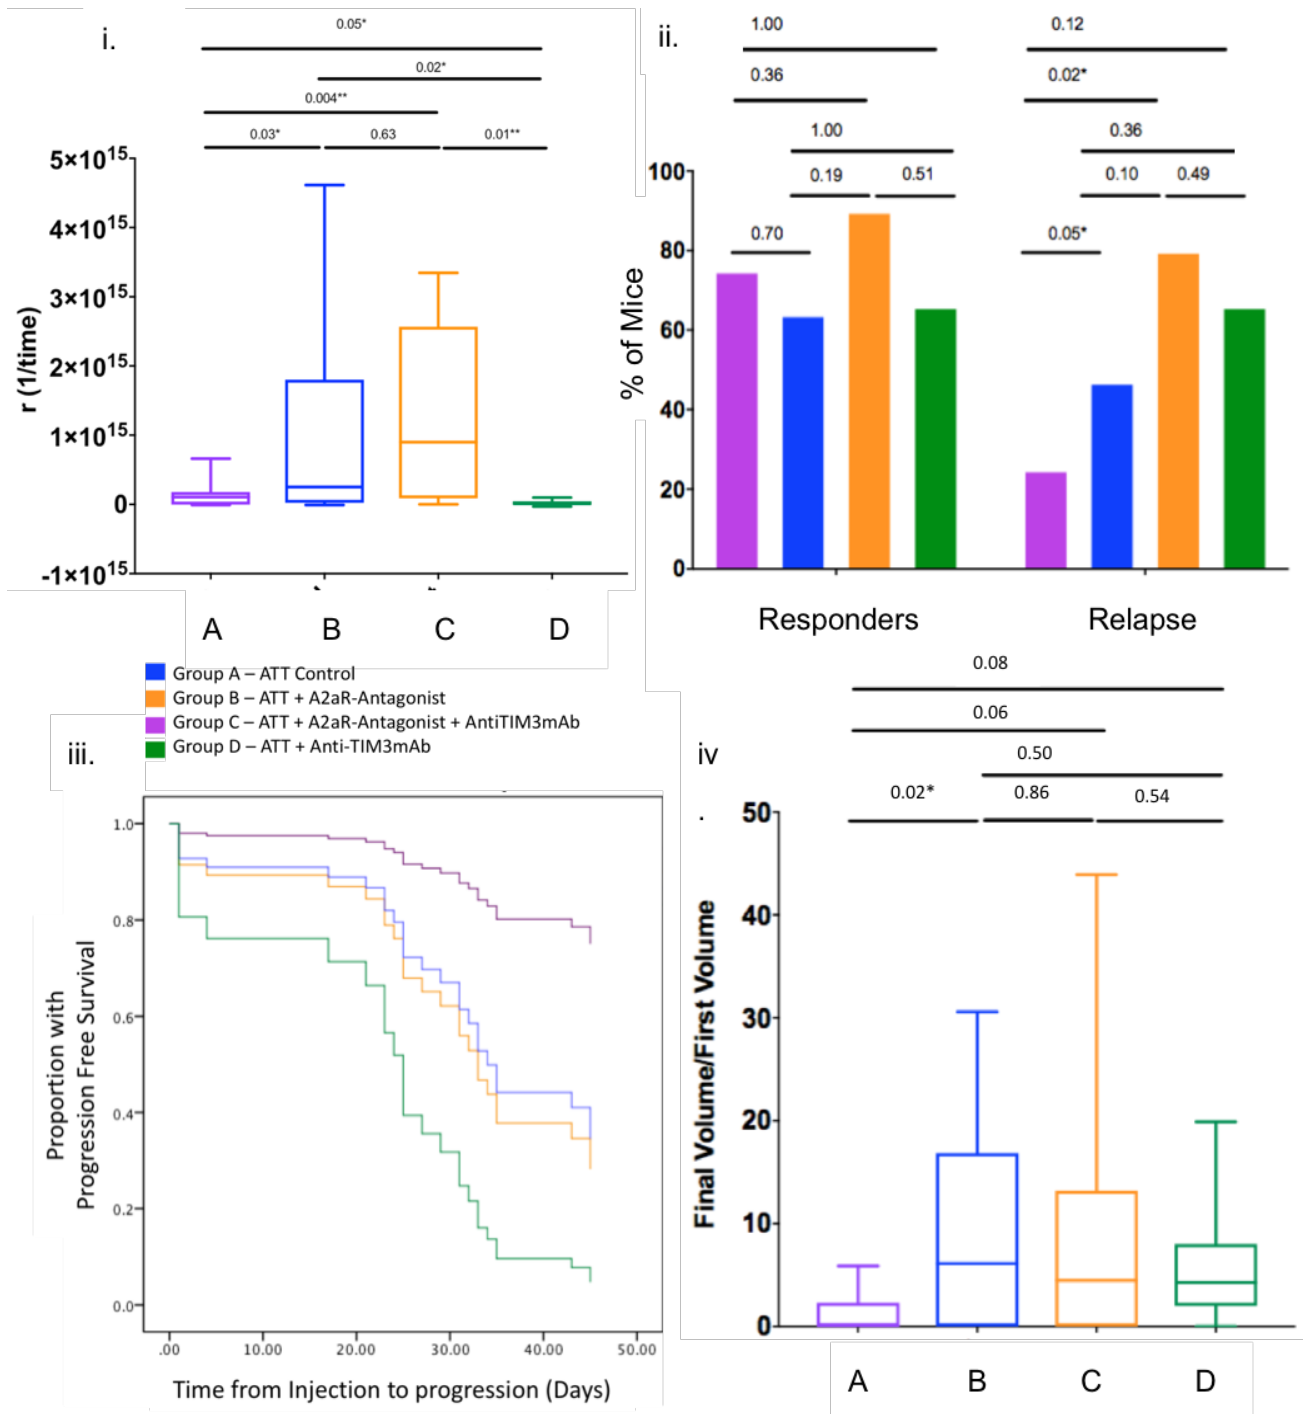 i.
0.05*
0.02*
0.004**
0.03*
0.63
0.01**
5×10¹⁵
4×10¹⁵
3×10¹⁵
2×10¹⁵
1×10¹⁵
0
-1×10¹⁵
r (1/time)
A B C D
ii.
1.00
0.12
0.36
0.02*
1.00
0.36
0.19
0.51
0.10
0.49
0.70
0.05*
100
80
60
40
20
0
% of Mice
Responders
Relapse
Group A – ATT Control
Group B – ATT + A2aR-Antagonist
Group C – ATT + A2aR-Antagonist + AntiTIM3mAb
Group D – ATT + Anti-TIM3mAb
iii.
1.0
0.8
0.6
0.4
0.2
0.0
Proportion with
Progression Free Survival
.00 10.00 20.00 30.00 40.00 50.00
Time from Injection to progression (Days)
iv
.
0.08
0.06
0.50
0.02*
0.86
0.54
50
40
30
20
10
0
Final Volume/First Volume
A B C D